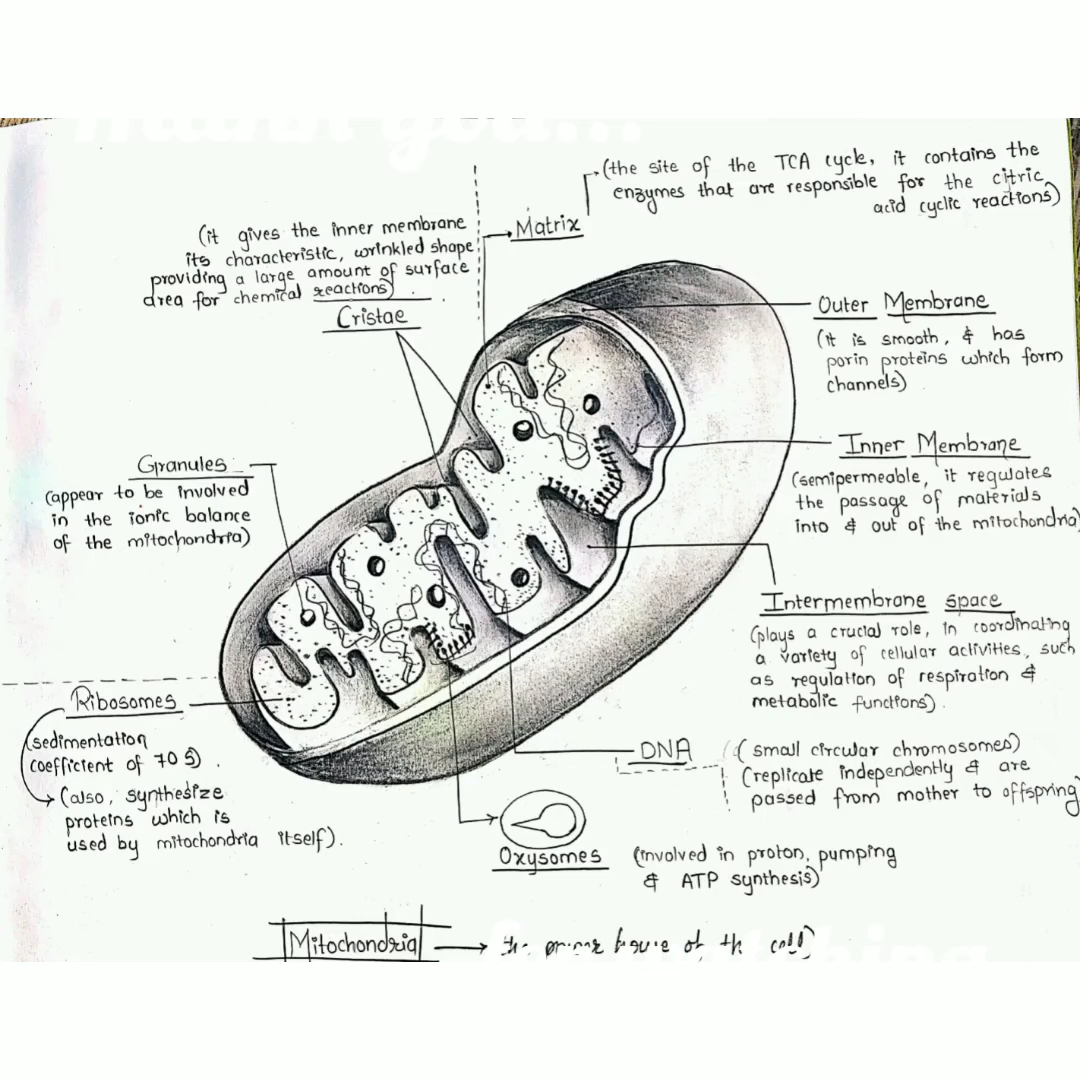 (the site of the TCA cycle, it contains the
enzymes that are responsible for the citric
acid cyclic reactions)
Matrix
(it gives the inner membrane
its characteristic, wrinkled shape
providing a large amount of surface
area for chemical reactions)
Cristae
Outer Membrane
(it is smooth, & has
porin proteins which form
channels)
Inner Membrane
(semipermeable, it regulates
the passage of materials
into & out of the mitochondria)
Granules
(appear to be involved
in the ionic balance
of the mitochondria)
Intermembrane space
(plays a crucial role, in coordinating
a variety of cellular activities, such
as regulation of respiration &
metabolic functions).
Ribosomes
(sedimentation
coefficient of 70 S).
(also, synthesize
proteins which is
used by mitochondria itself).
DNA
(small circular chromosomes)
(replicate independently & are
passed from mother to offspring)
Oxysomes
(involved in proton, pumping
& ATP synthesis)
Mitochondria
of the cell)